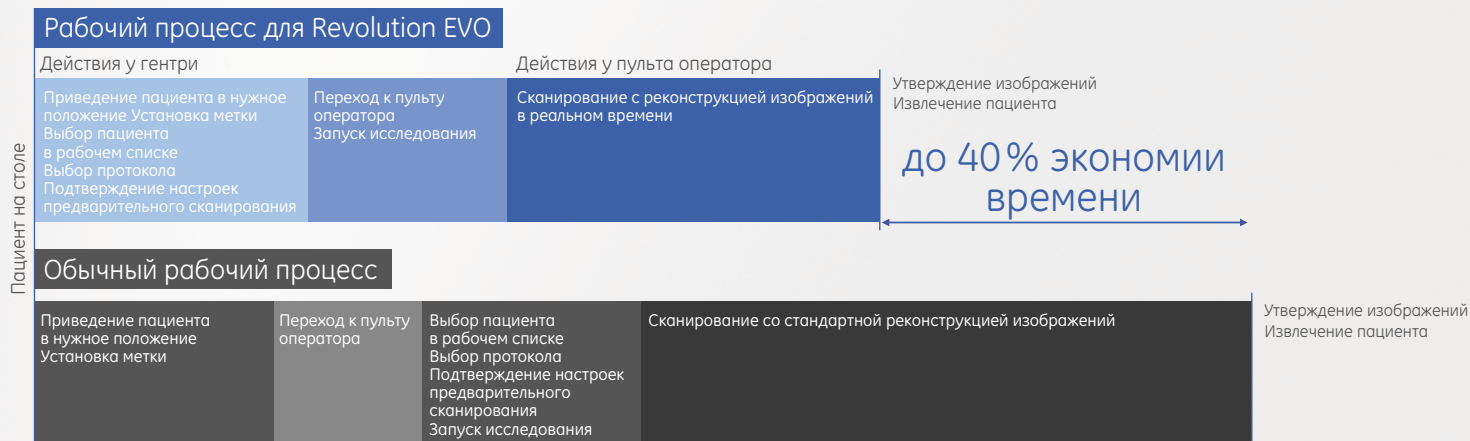 Рабочий процесс для Revolution EVO
Действия у гентри
Действия у пульта оператора
Пациент на столе
Приведение пациента в нужное
положение Установка метки
Выбор пациента
в рабочем списке
Выбор протокола
Подтверждение настроек
предварительного сканирования
Переход к пульту
оператора
Запуск исследования
Сканирование с реконструкцией изображений
в реальном времени
Утверждение изображений
Извлечение пациента
до 40% экономии
времени
Обычный рабочий процесс
Приведение пациента
в нужное положение
Установка метки
Переход к пульту
оператора
Выбор пациента
в рабочем списке
Выбор протокола
Подтверждение настроек
предварительного
сканирования
Запуск исследования
Сканирование со стандартной реконструкцией изображений
Утверждение изображений
Извлечение пациента